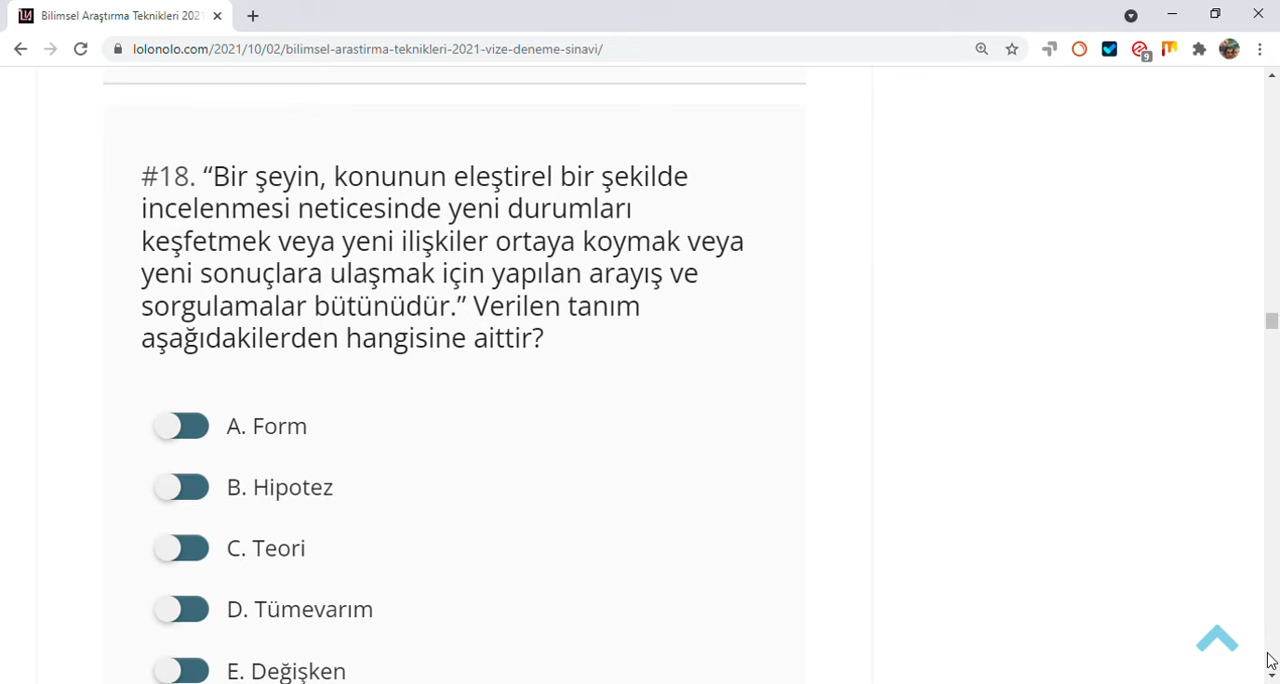 Bilimsel Araştırma Teknikleri 202
lolonolo.com/2021/10/02/bilimsel-arastirma-teknikleri-2021-vize-deneme-sinavi/
9
#18. “Bir şeyin, konunun eleştirel bir şekilde
incelenmesi neticesinde yeni durumları
keşfetmek veya yeni ilişkiler ortaya koymak veya
yeni sonuçlara ulaşmak için yapılan arayış ve
sorgulamalar bütünüdür.” Verilen tanım
aşağıdakilerden hangisine aittir?
A. Form
B. Hipotez
C. Teori
D. Tümevarım
E. Değişken